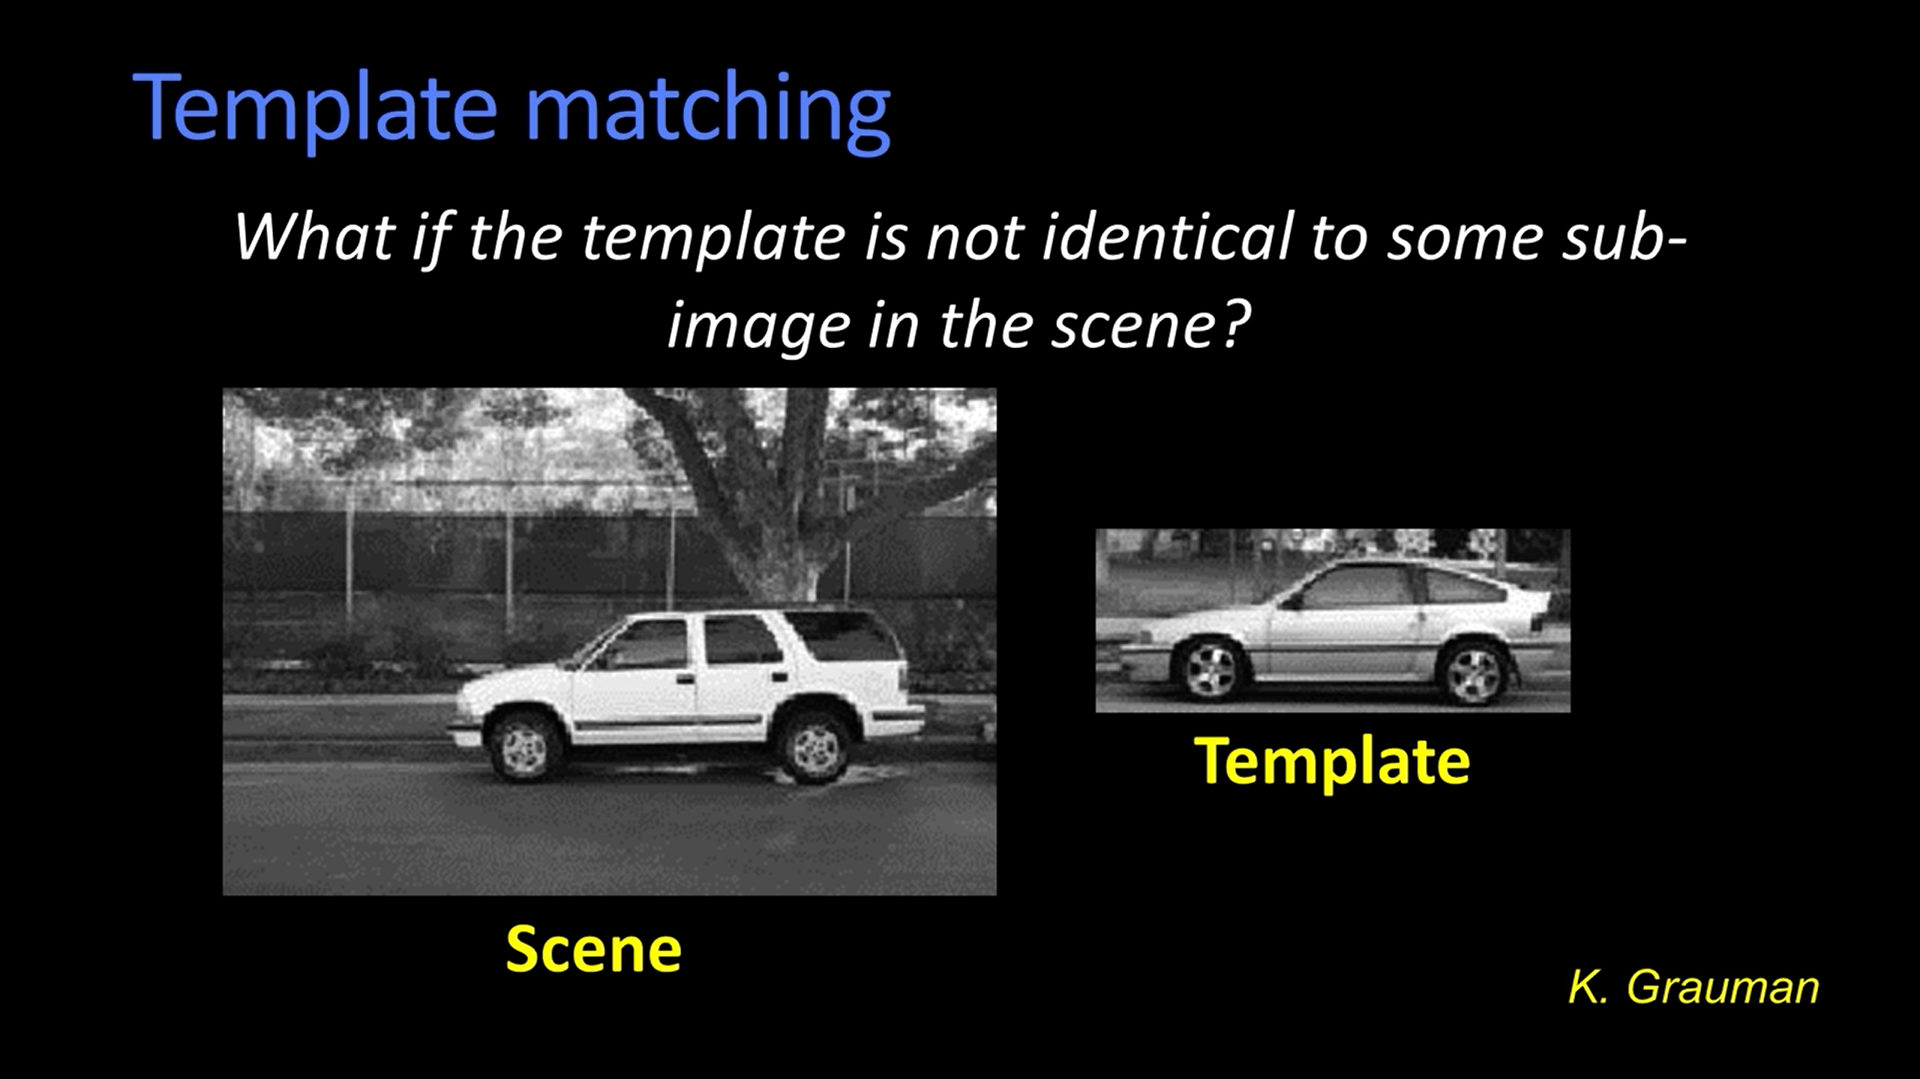 Template matching
What if the template is not identical to some sub-
image in the scene?
Template
Scene
K. Grauman